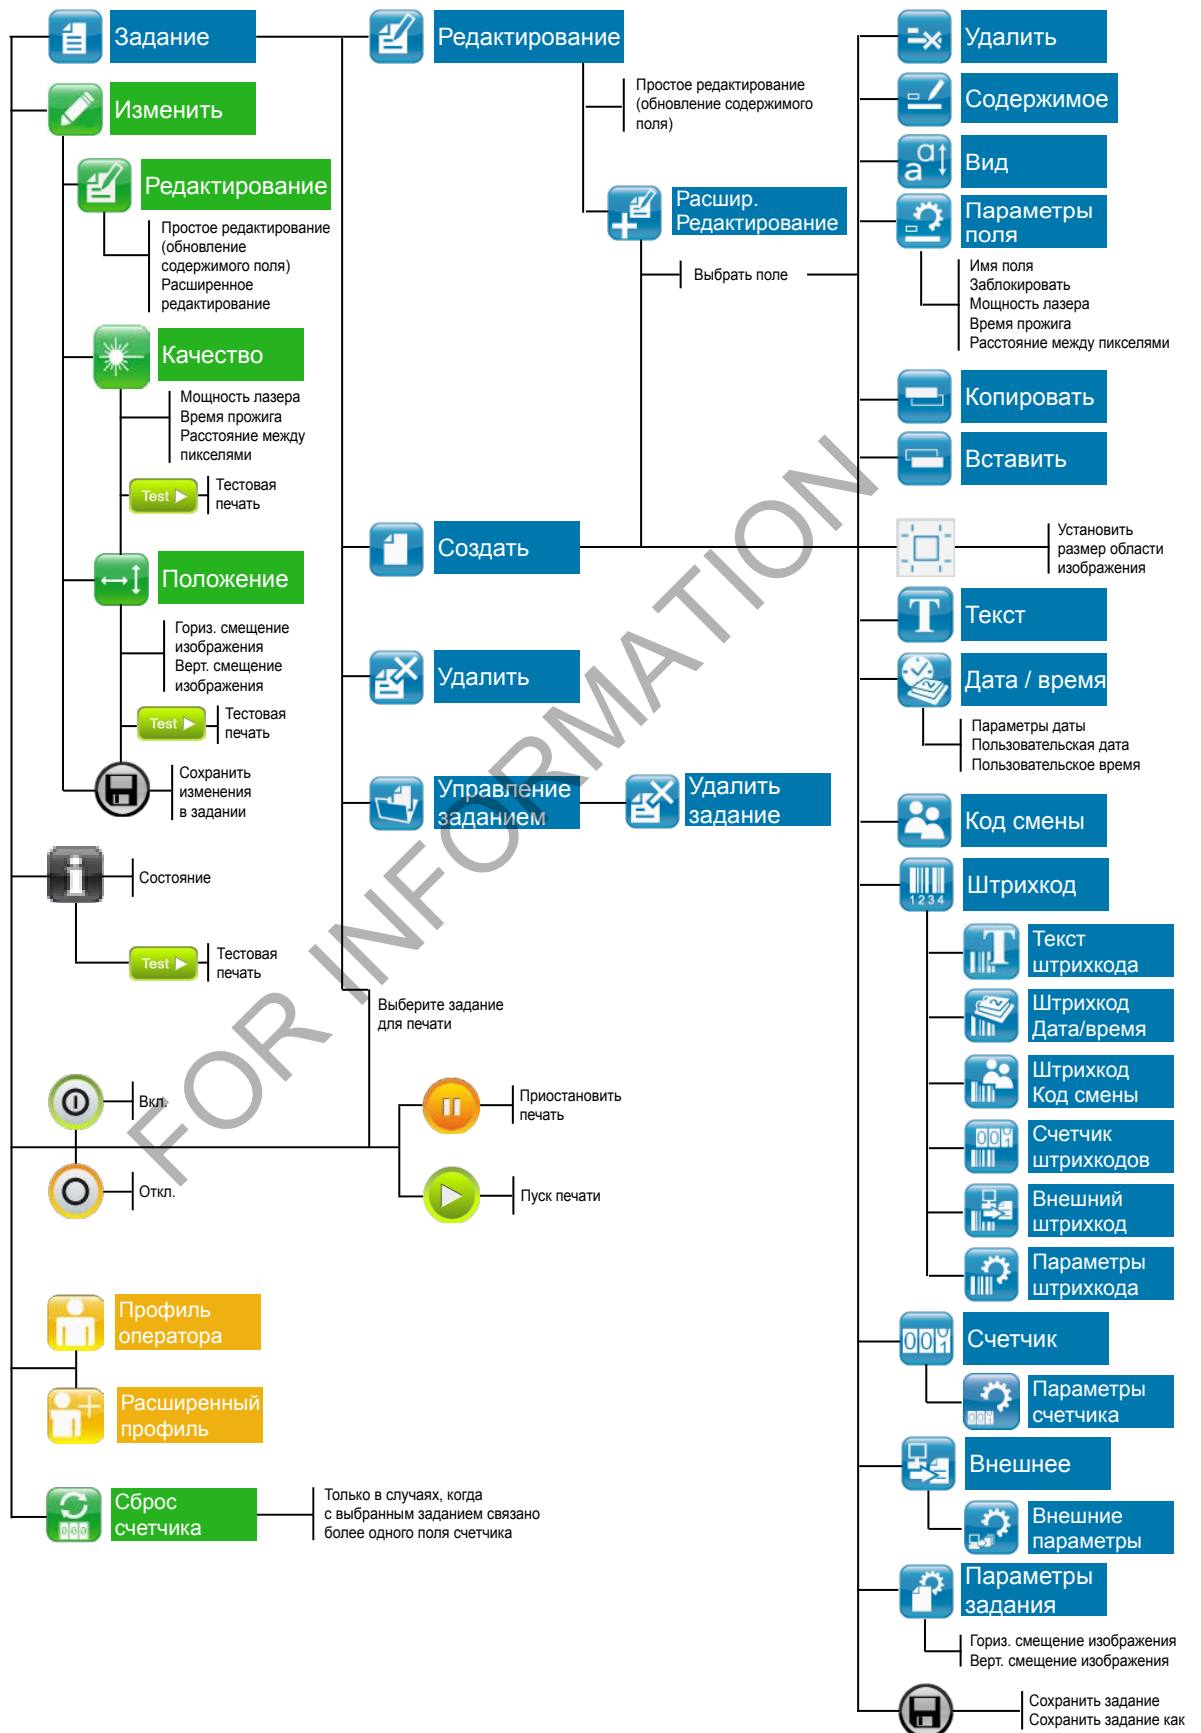 Задание
Изменить
Редактирование
Простое редактирование
(обновление
содержимого поля)
Расширенное
редактирование
Качество
Мощность лазера
Время прожига
Расстояние между
пикселями
Test
Тестовая
печать
Положение
Гориз. смещение
изображения
Верт. смещение
изображения
Test
Тестовая
печать
Сохранить
изменения
в задании
Состояние
Test
Тестовая
печать
Вкл.
Откл.
Профиль
оператора
Расширенный
профиль
000
Сброс
счетчика
Только в случаях, когда
с выбранным заданием связано
более одного поля счетчика
Редактирование
Простое редактирование
(обновление содержимого
поля)
Расшир.
Редактирование
Выбрать поле
Создать
Удалить
Управление
заданием
Удалить
задание
Выберите задание
для печати
Приостановить
печать
Пуск печати
Удалить
Содержимое
a a
Вид
Параметры
поля
Имя поля
Заблокировать
Мощность лазера
Время прожига
Расстояние между пикселями
Копировать
Вставить
Установить
размер области
изображения
T
Текст
Дата / время
Параметры даты
Пользовательская дата
Пользовательское время
Код смены
1234
Штрихкод
T
Текст
штрихкода
Штрихкод
Дата/время
Штрихкод
Код смены
001
Счетчик
штрихкодов
Внешний
штрихкод
Параметры
штрихкода
001
Счетчик
001
Параметры
счетчика
Внешнее
Внешние
параметры
Параметры
задания
Гориз. смещение изображения
Верт. смещение изображения
Сохранить задание
Сохранить задание как
FOR INFORMATION